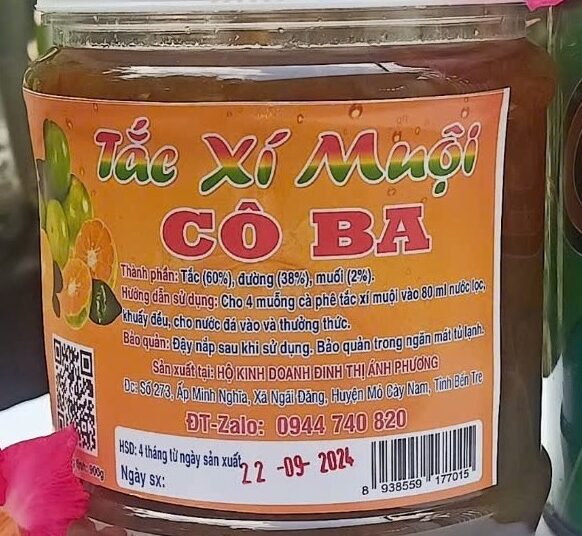 Tắc Xí Muội
CÔ BA
Thành phần: Tắc (60%), đường (38%), muối (2%).
Hướng dẫn sử dụng: Cho 4 muỗng cà phê tắc xí muội vào 80 ml nước lọc,
khuấy đều, cho nước đá vào và thưởng thức.
Bảo quản: Đậy nắp sau khi sử dụng. Bảo quản trong ngăn mát tủ lạnh.
Sản xuất tại: HỘ KINH DOANH ĐINH THỊ ÁNH PHƯƠNG
Đc: Số 273, Ấp Minh Nghĩa, Xã Ngãi Đăng, Huyện Mỏ Cày Nam, Tỉnh Bến Tre
ĐT-Zalo: 0944 740 820
900g
HSD: 4 tháng từ ngày sản xuất
Ngày sx: 22 -09- 2024
8 938559 177015